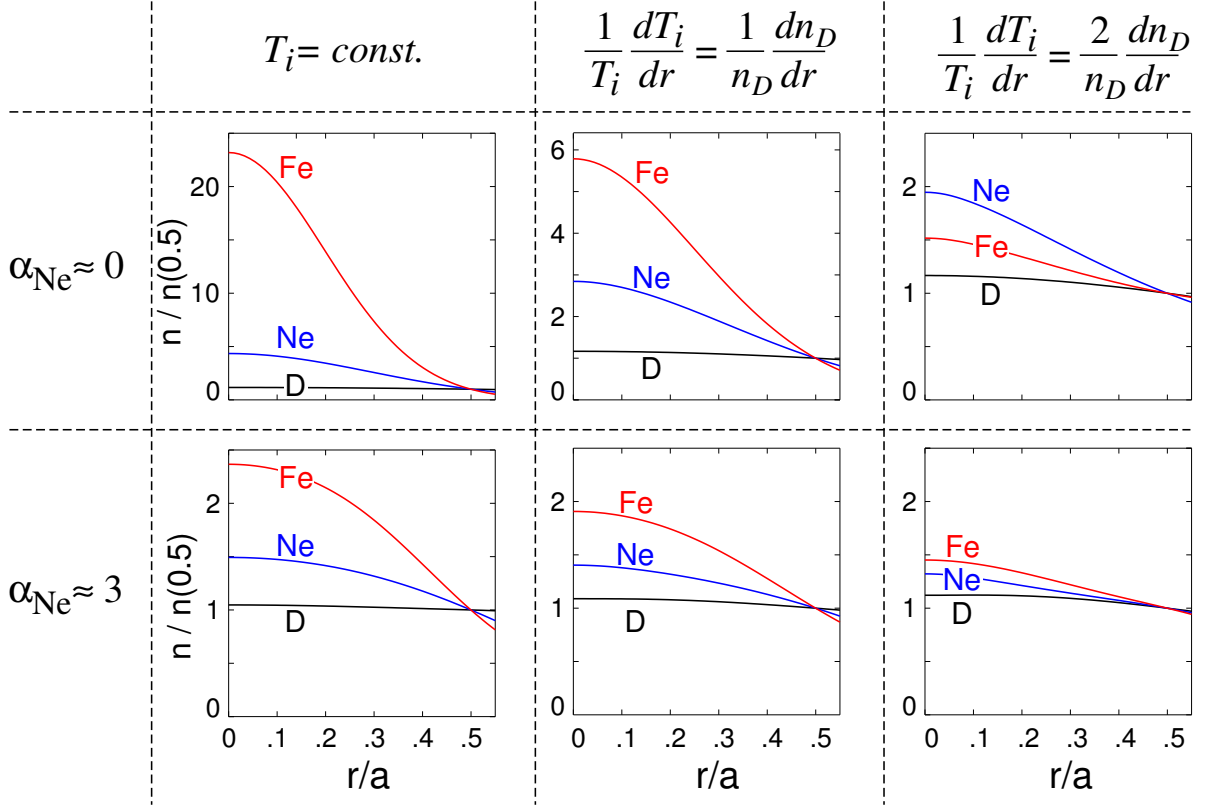 T_i = const.
1/T_i dT_i/dr = 1/n_D dn_D/dr
1/T_i dT_i/dr = 2/n_D dn_D/dr
α_Ne ≈ 0
n / n(0.5)
20
10
0
Fe
Ne
D
6
4
2
0
Fe
Ne
D
2
1
0
Ne
Fe
D
α_Ne ≈ 3
n / n(0.5)
2
1
0
Fe
Ne
D
0 .1 .2 .3 .4 .5
r/a
2
1
0
Fe
Ne
D
0 .1 .2 .3 .4 .5
r/a
2
1
0
Fe
Ne
D
0 .1 .2 .3 .4 .5
r/a